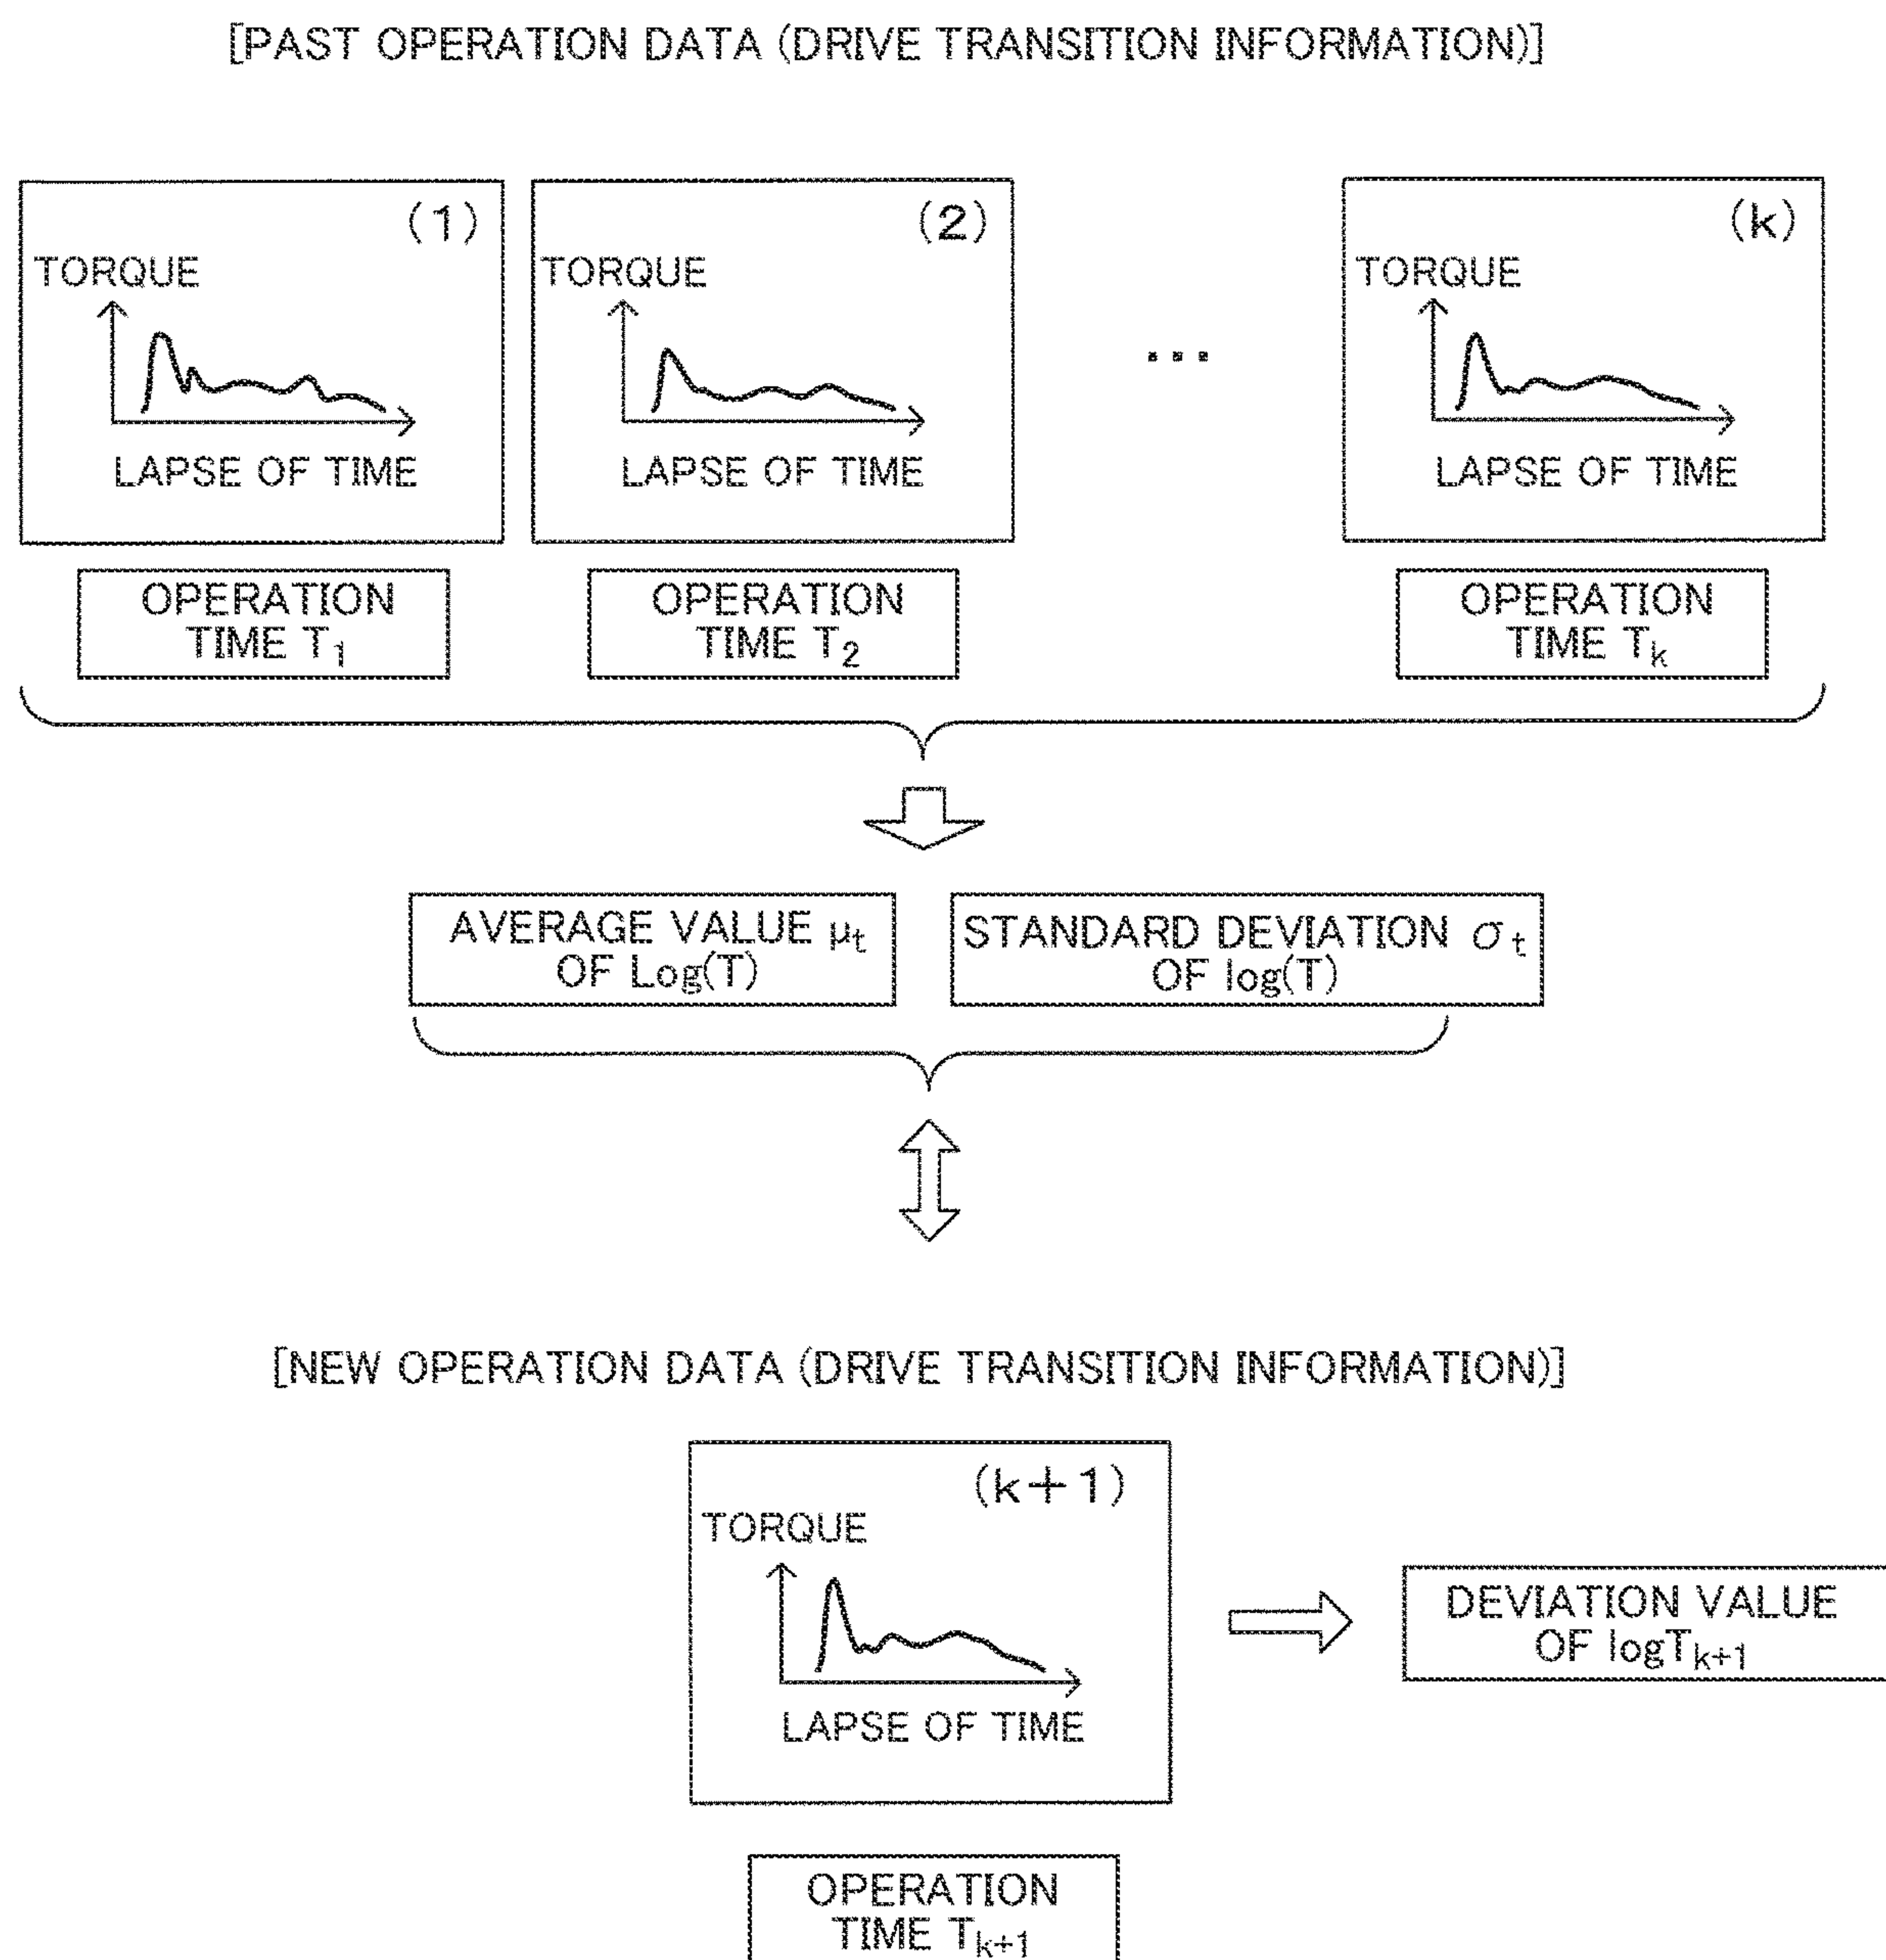 [PAST OPERATION DATA (DRIVE TRANSITION INFORMATION)]
(1)
TORQUE
LAPSE OF TIME
OPERATION
TIME T1
(2)
TORQUE
LAPSE OF TIME
OPERATION
TIME T2
...
(k)
TORQUE
LAPSE OF TIME
OPERATION
TIME Tk
AVERAGE VALUE μt
OF Log(T)
STANDARD DEVIATION σt
OF log(T)
[NEW OPERATION DATA (DRIVE TRANSITION INFORMATION)]
(k+1)
TORQUE
LAPSE OF TIME
OPERATION
TIME Tk+1
DEVIATION VALUE
OF logTk+1